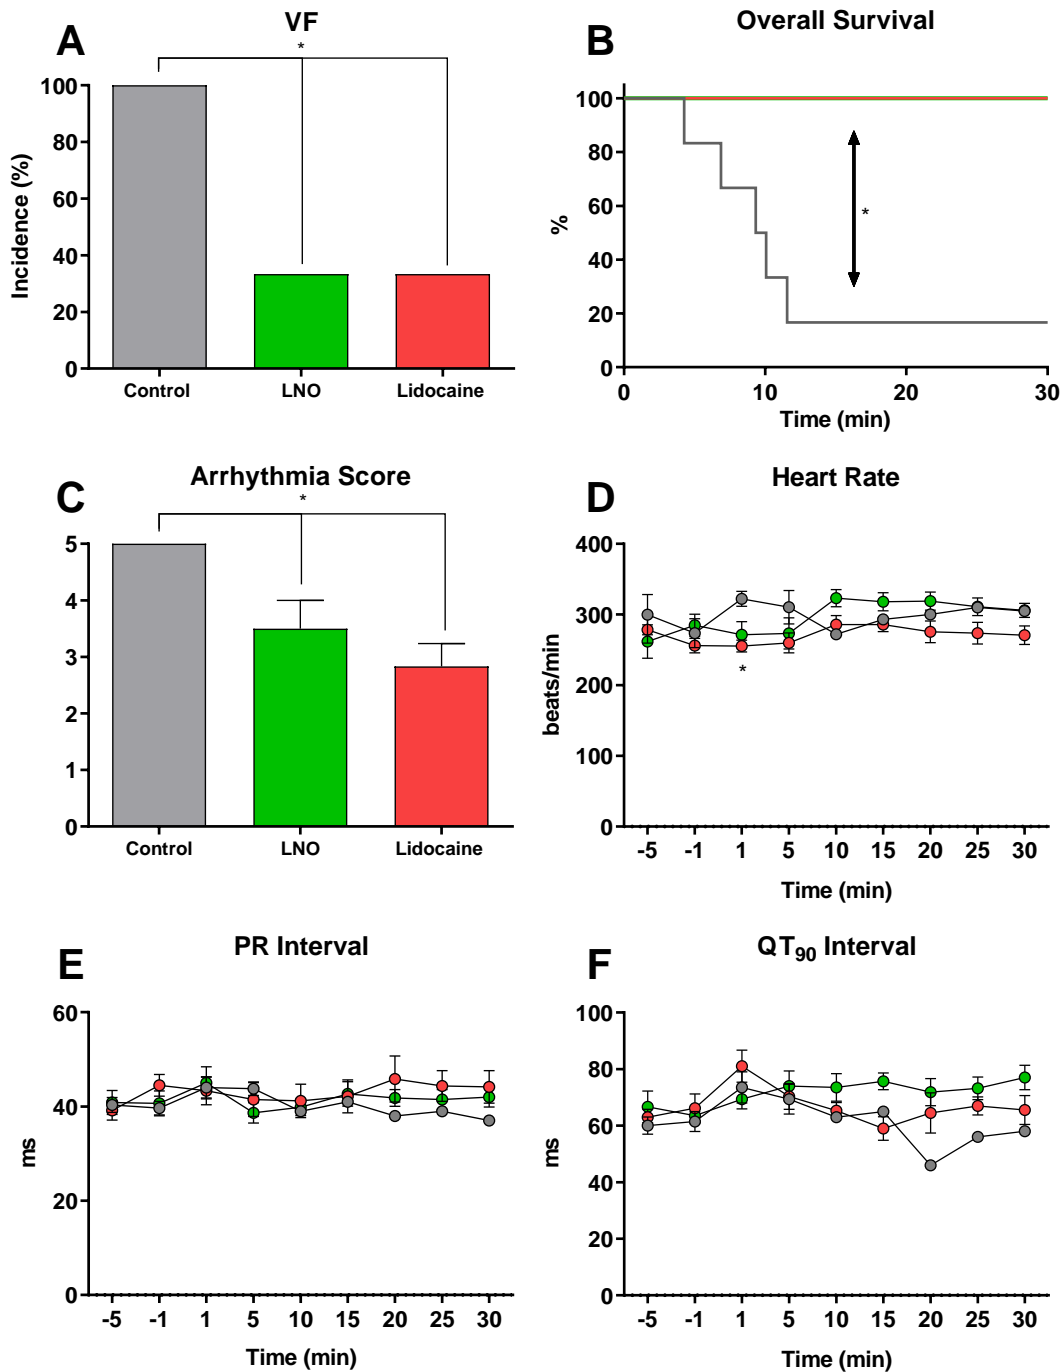 A
VF
*
Incidence (%)
100
80
60
40
20
0
Control
LNO
Lidocaine
B
Overall Survival
%
100
80
60
40
20
0
*
0
10
20
30
Time (min)
C
Arrhythmia Score
*
5
4
3
2
1
0
Control
LNO
Lidocaine
D
Heart Rate
beats/min
400
300
200
100
0
*
-5
-1
1
5
10
15
20
25
30
Time (min)
E
PR Interval
ms
60
40
20
0
-5
-1
1
5
10
15
20
25
30
Time (min)
F
QT90 Interval
ms
100
80
60
40
20
0
-5
-1
1
5
10
15
20
25
30
Time (min)